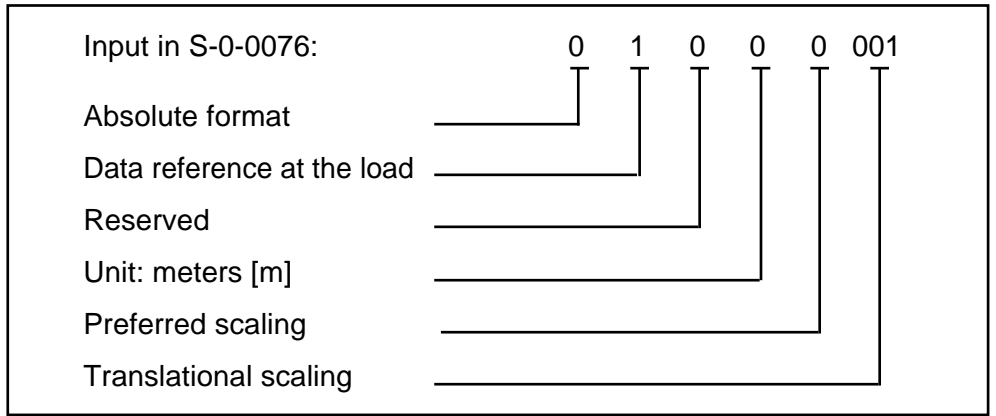 Input in S-0-0076: 0 1 0 0 0 001
Absolute format
Data reference at the load
Reserved
Unit: meters [m]
Preferred scaling
Translational scaling